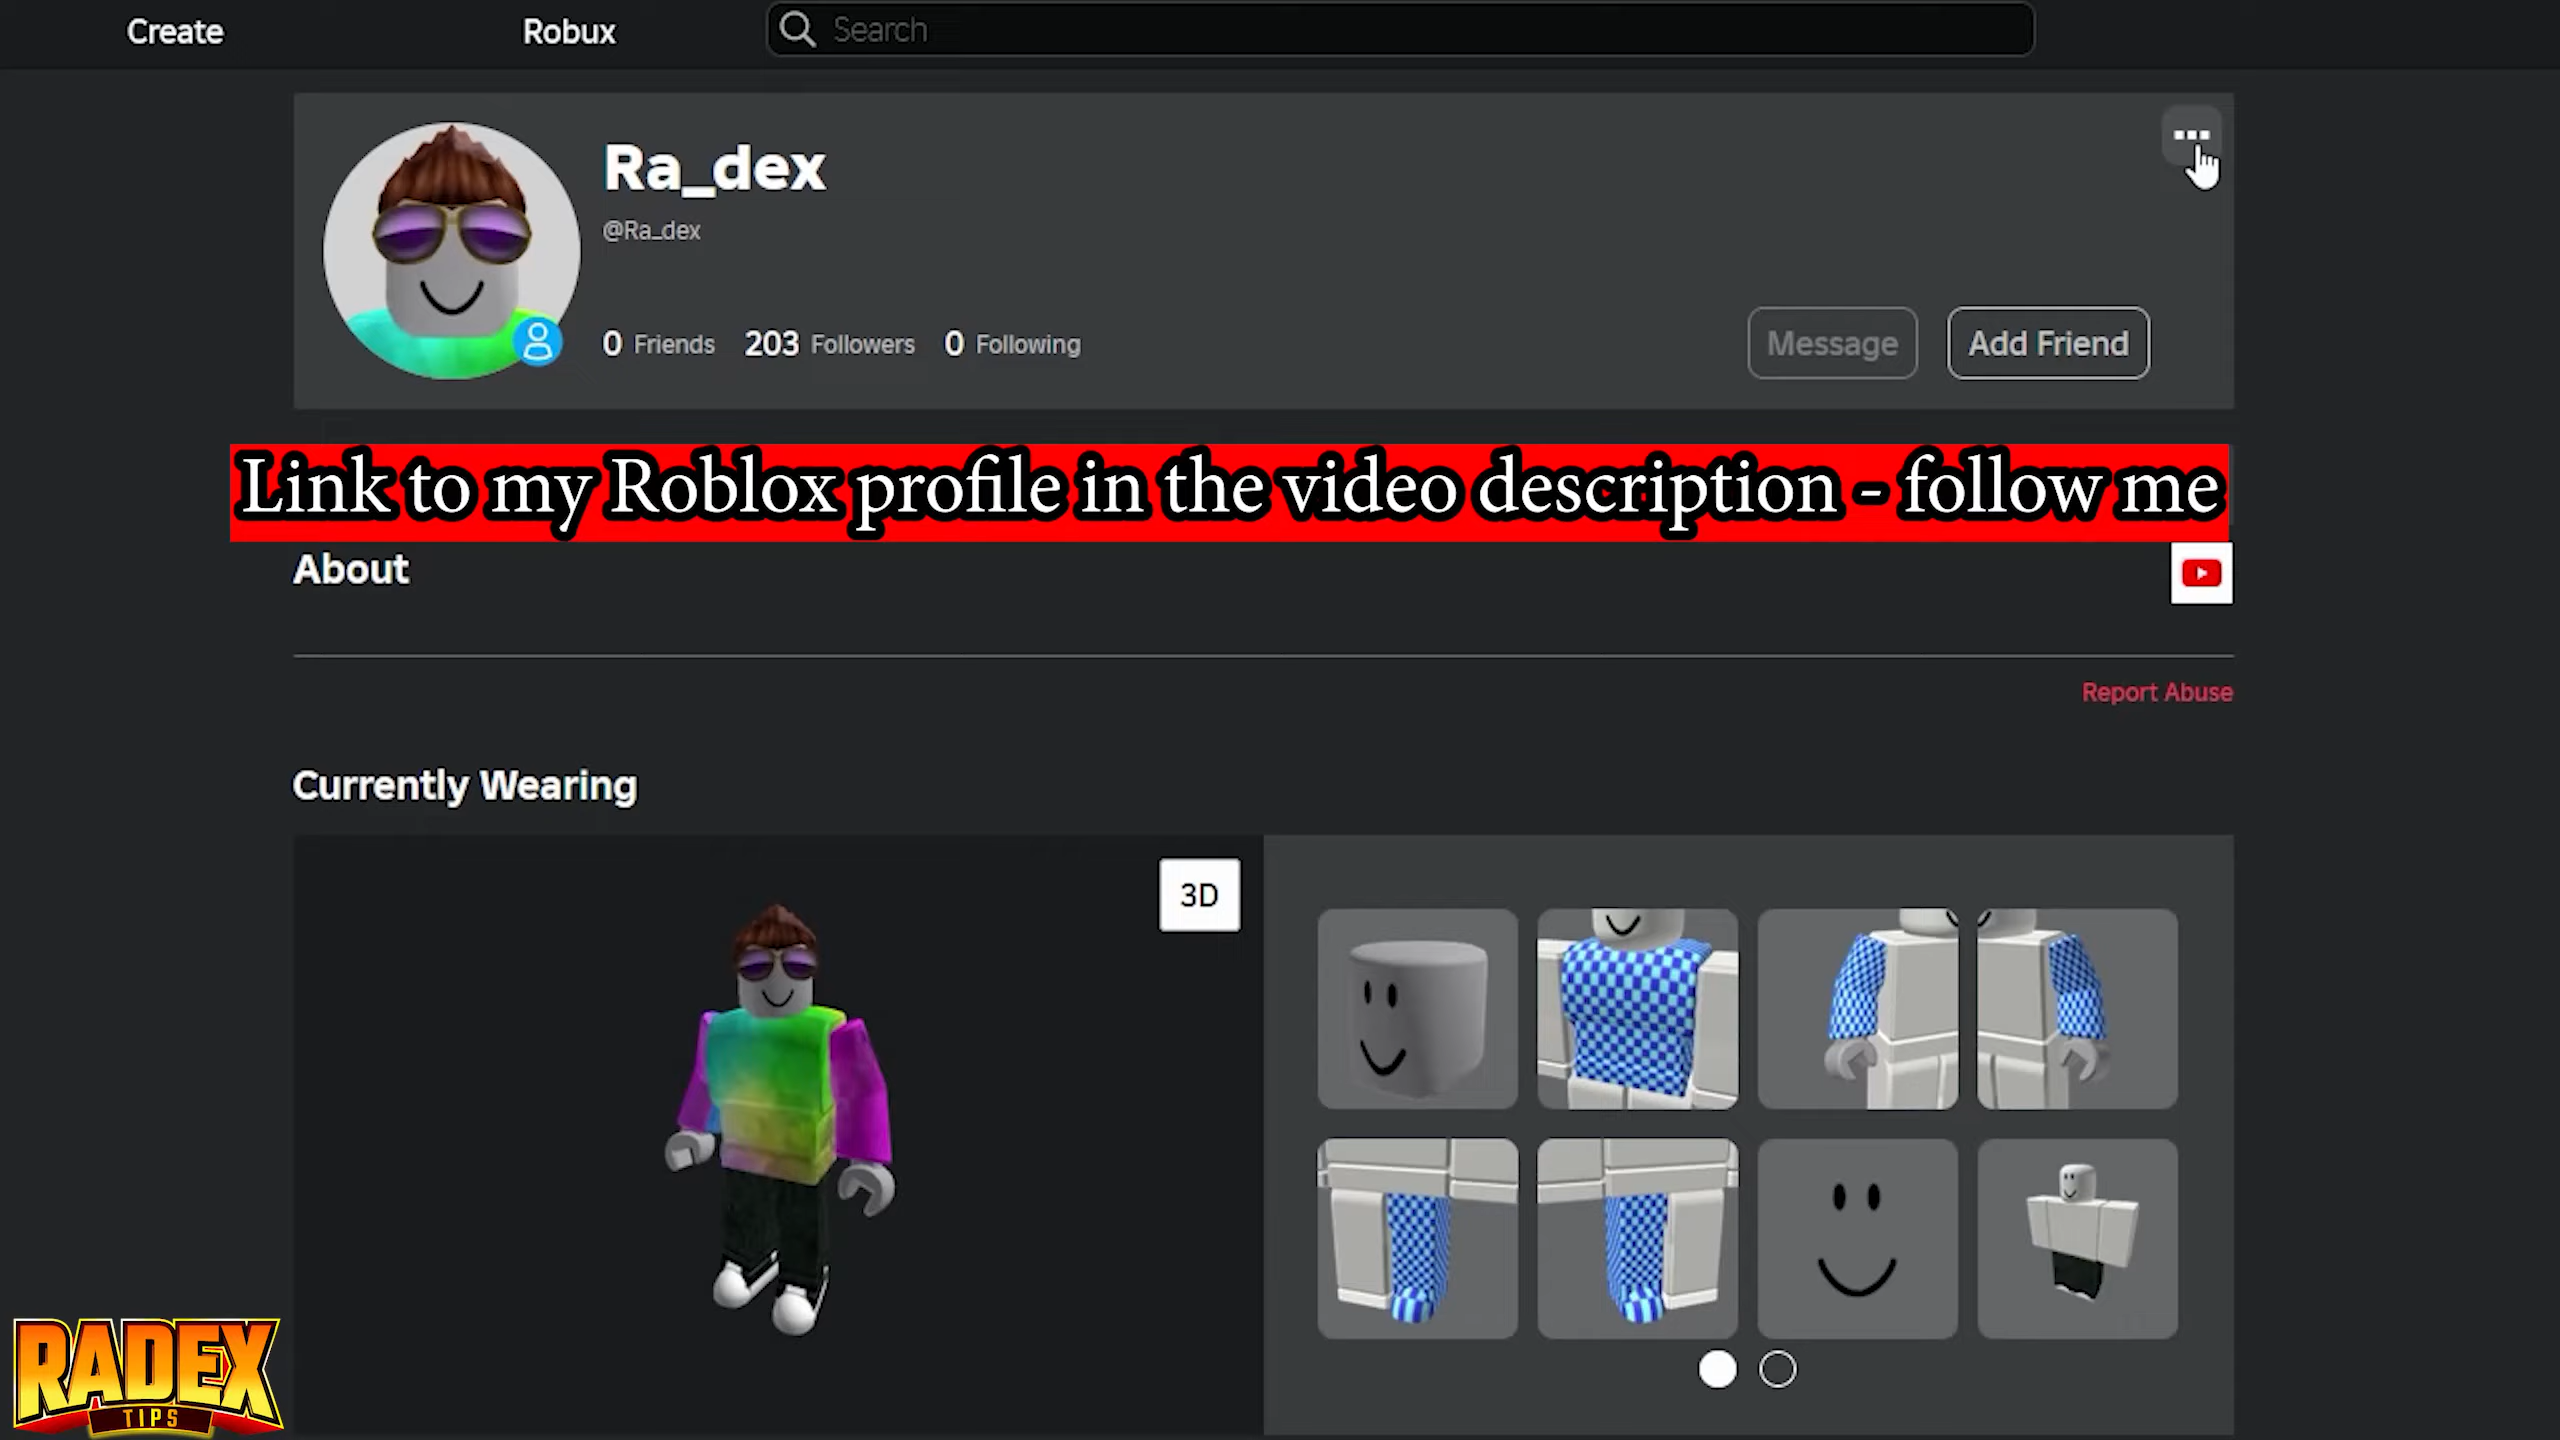 Create
Robux
Search
Ra_dex
@Ra_dex
0 Friends 203 Followers 0 Following
Message
Add Friend
Link to my Roblox profile in the video description - follow me
About
Report Abuse
Currently Wearing
3D
RADEX
TIPS